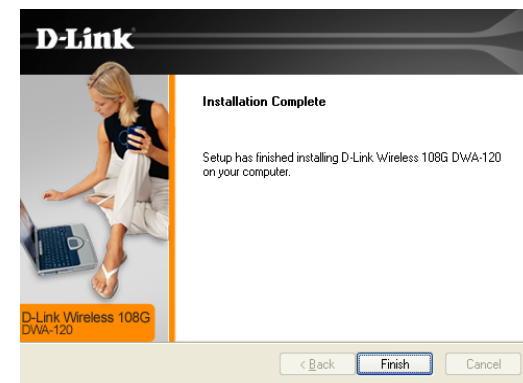 D-Link
Installation Complete
Setup has finished installing D-Link Wireless 108G DWA-120
on your computer.
D-Link Wireless 108G
DWA-120
< Back
Finish
Cancel